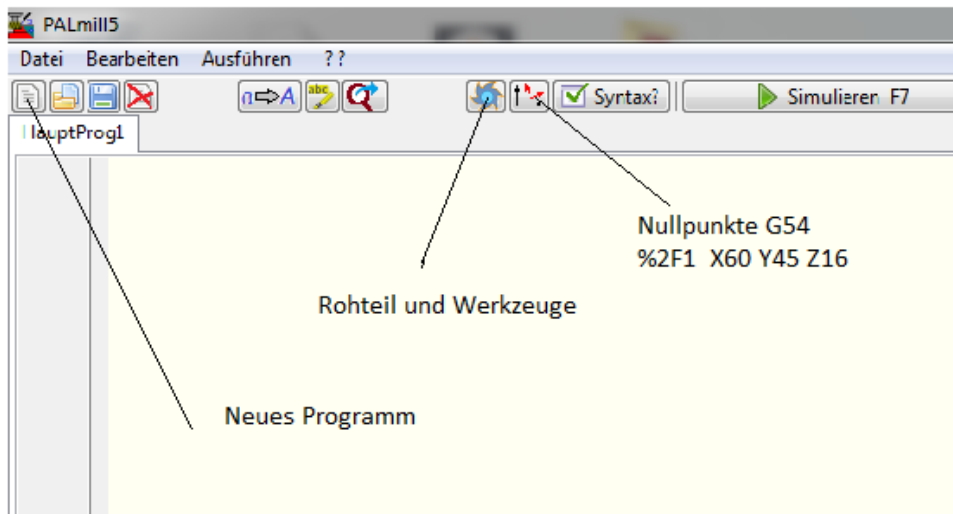 PALmill5
Datei Bearbeiten Ausführen ??
a⇒A abc Syntax? Simulieren F7
HauptProg1
Nullpunkte G54
%2F1 X60 Y45 Z16
Rohteil und Werkzeuge
Neues Programm